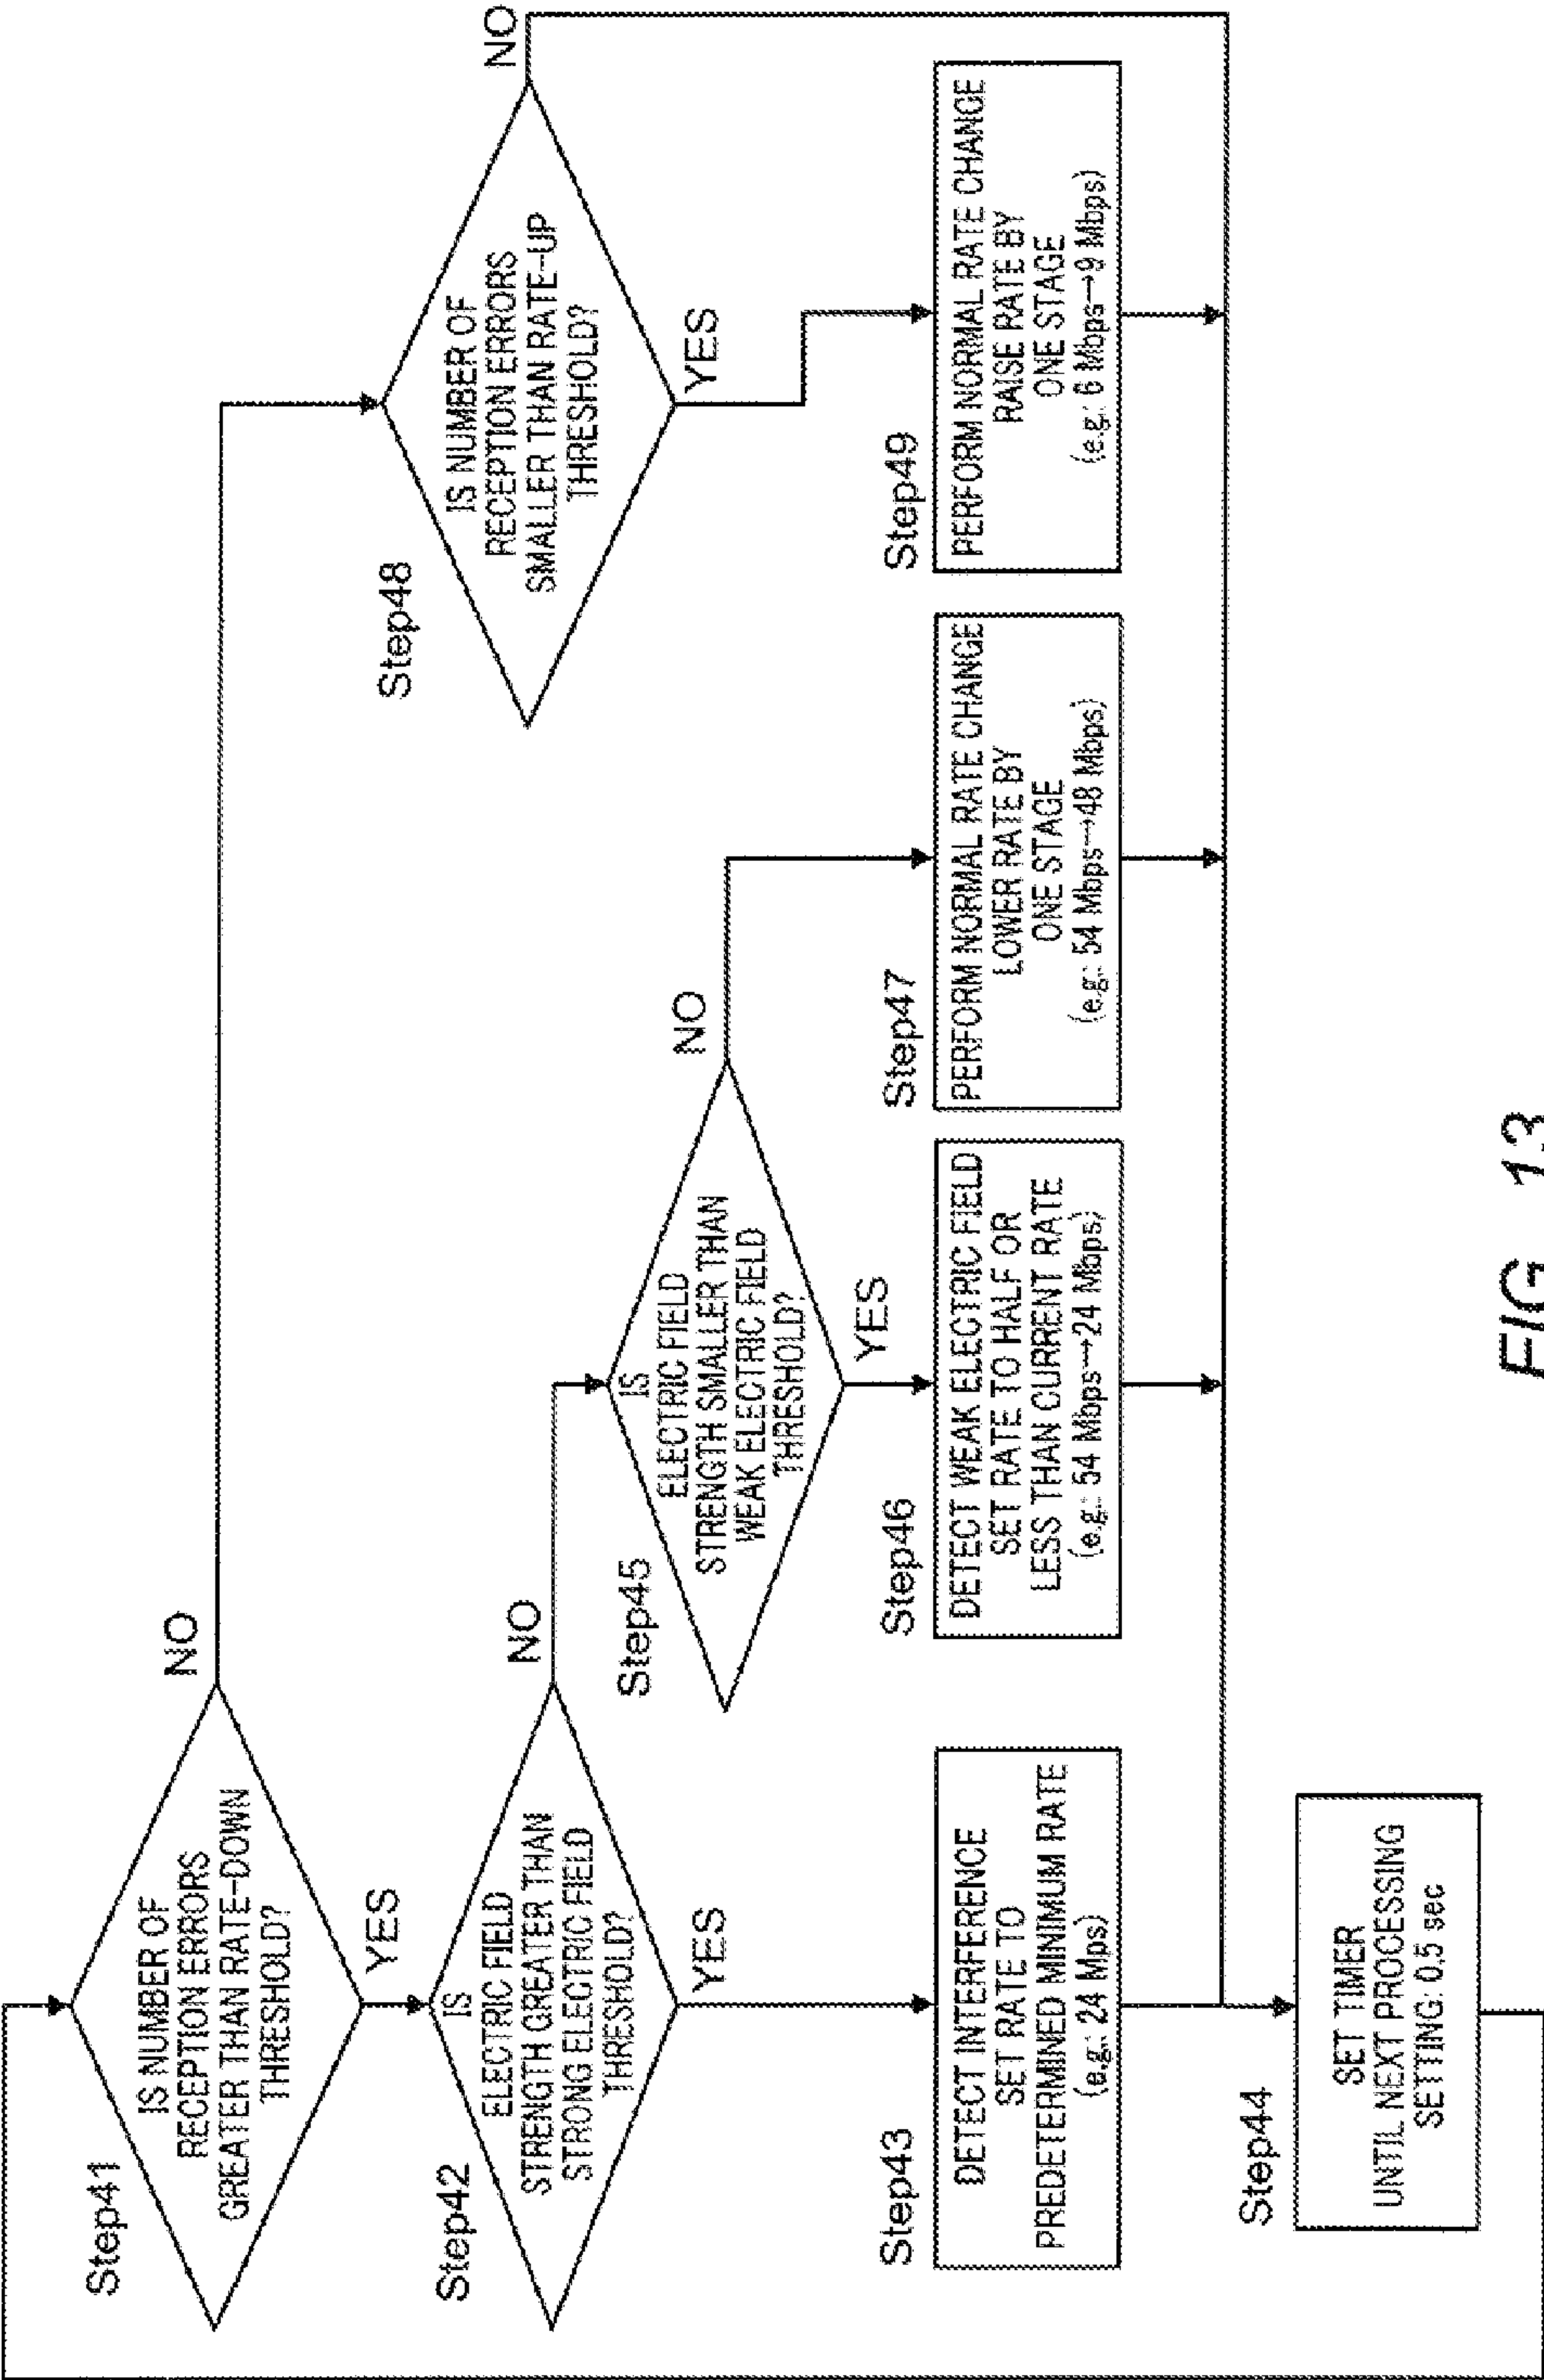 Step41
IS NUMBER OF
RECEPTION ERRORS
GREATER THAN RATE-DOWN
THRESHOLD?
NO
YES
Step42
IS
ELECTRIC FIELD
STRENGTH GREATER THAN
STRONG ELECTRIC FIELD
THRESHOLD?
NO
YES
Step45
IS
ELECTRIC FIELD
STRENGTH SMALLER THAN
WEAK ELECTRIC FIELD
THRESHOLD?
NO
YES
Step48
IS NUMBER OF
RECEPTION ERRORS
SMALLER THAN RATE-UP
THRESHOLD?
NO
YES
Step43
DETECT INTERFERENCE
SET RATE TO
PREDETERMINED MINIMUM RATE
(e.g.: 24 Mps)
Step46
DETECT WEAK ELECTRIC FIELD
SET RATE TO HALF OR
LESS THAN CURRENT RATE
(e.g.: 54 Mbps→24 Mbps)
Step47
PERFORM NORMAL RATE CHANGE
LOWER RATE BY
ONE STAGE
(e.g.: 54 Mbps→48 Mbps)
Step49
PERFORM NORMAL RATE CHANGE
RAISE RATE BY
ONE STAGE
(e.g.: 6 Mbps→9 Mbps)
Step44
SET TIMER
UNTIL NEXT PROCESSING
SETTING: 0.5 sec
FIG. 13